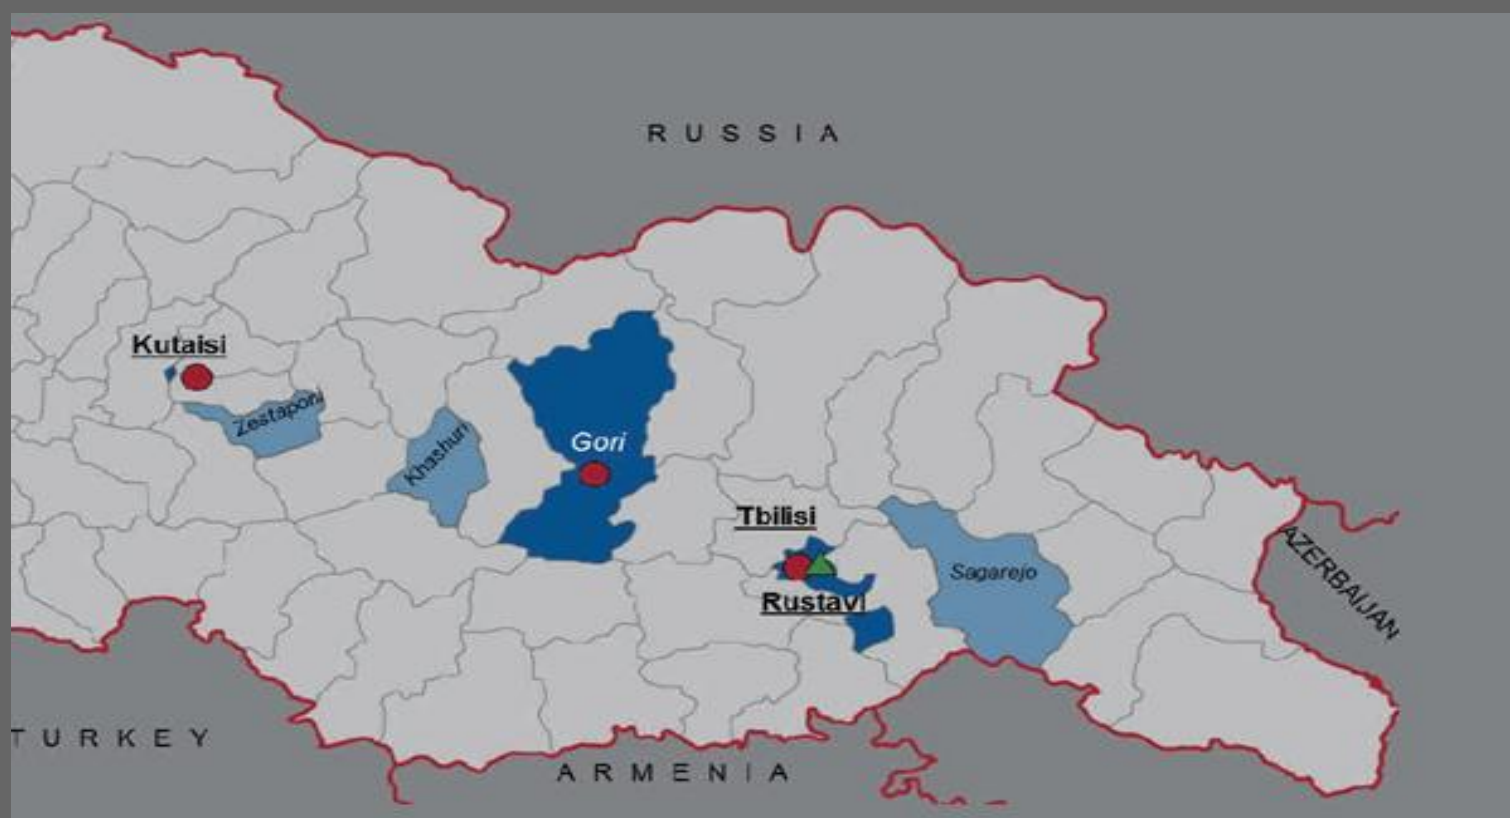 RUSSIA
Kutaisi
Zestaponi
Khashuri
Gori
Tbilisi
Rustavi
Sagarejo
AZERBAIJAN
TURKEY
ARMENIA